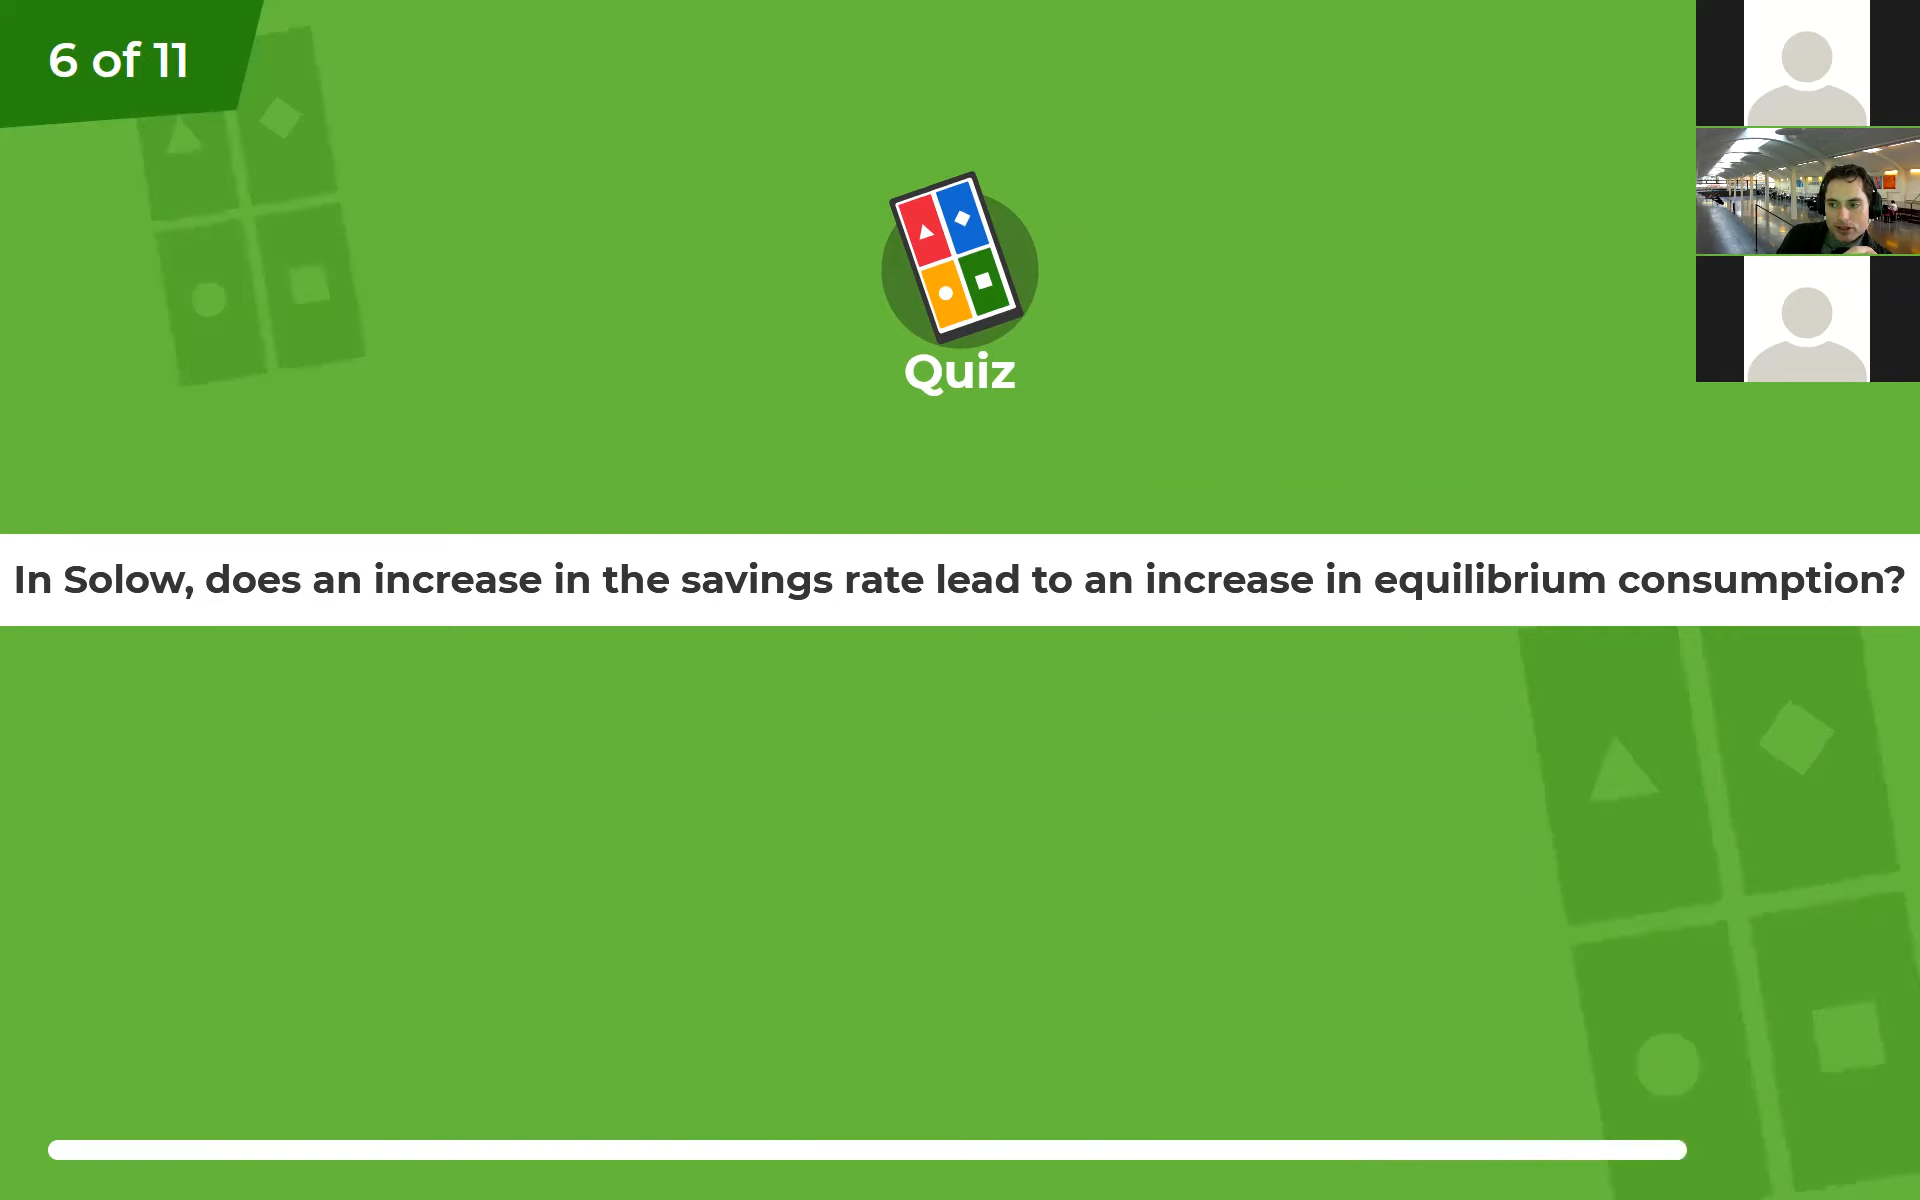 6 of 11
Quiz
In Solow, does an increase in the savings rate lead to an increase in equilibrium consumption?